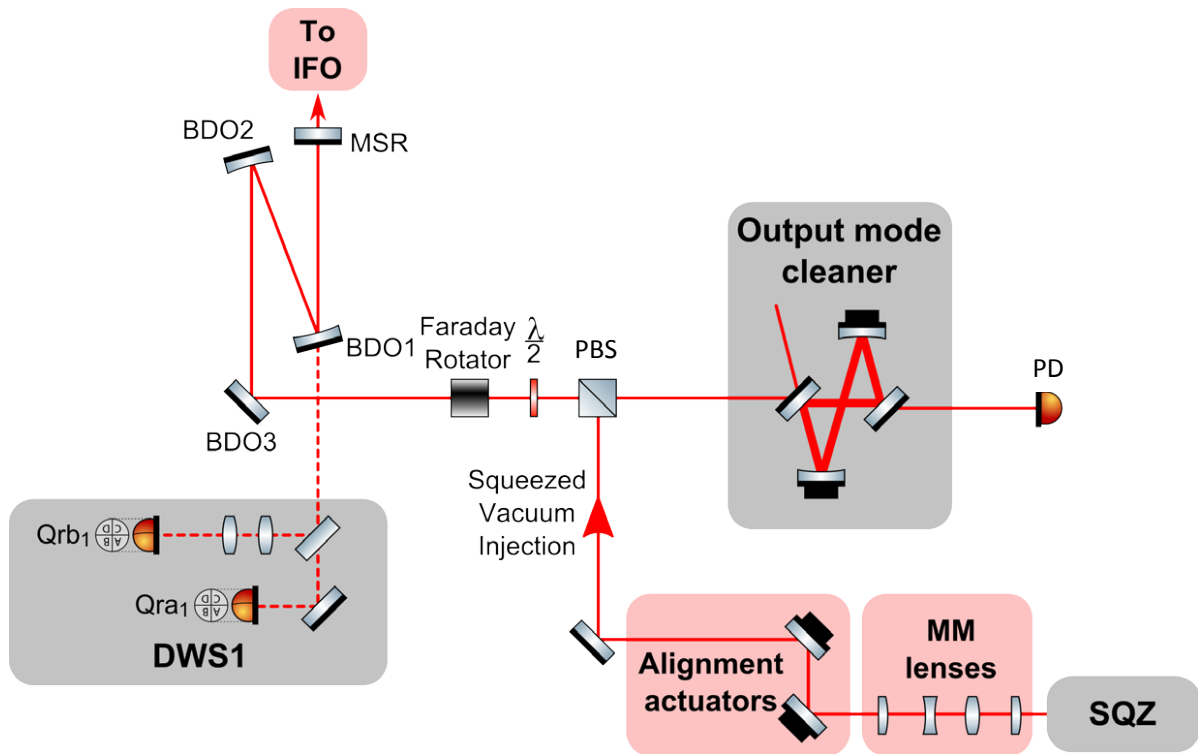 To
IFO
BDO2
MSR
BDO1
Faraday
Rotator
λ
2
PBS
Output mode
cleaner
PD
BDO3
Squeezed
Vacuum
Injection
Qrb1
A B
C D
Qra1
A B
C D
DWS1
Alignment
actuators
MM
lenses
SQZ